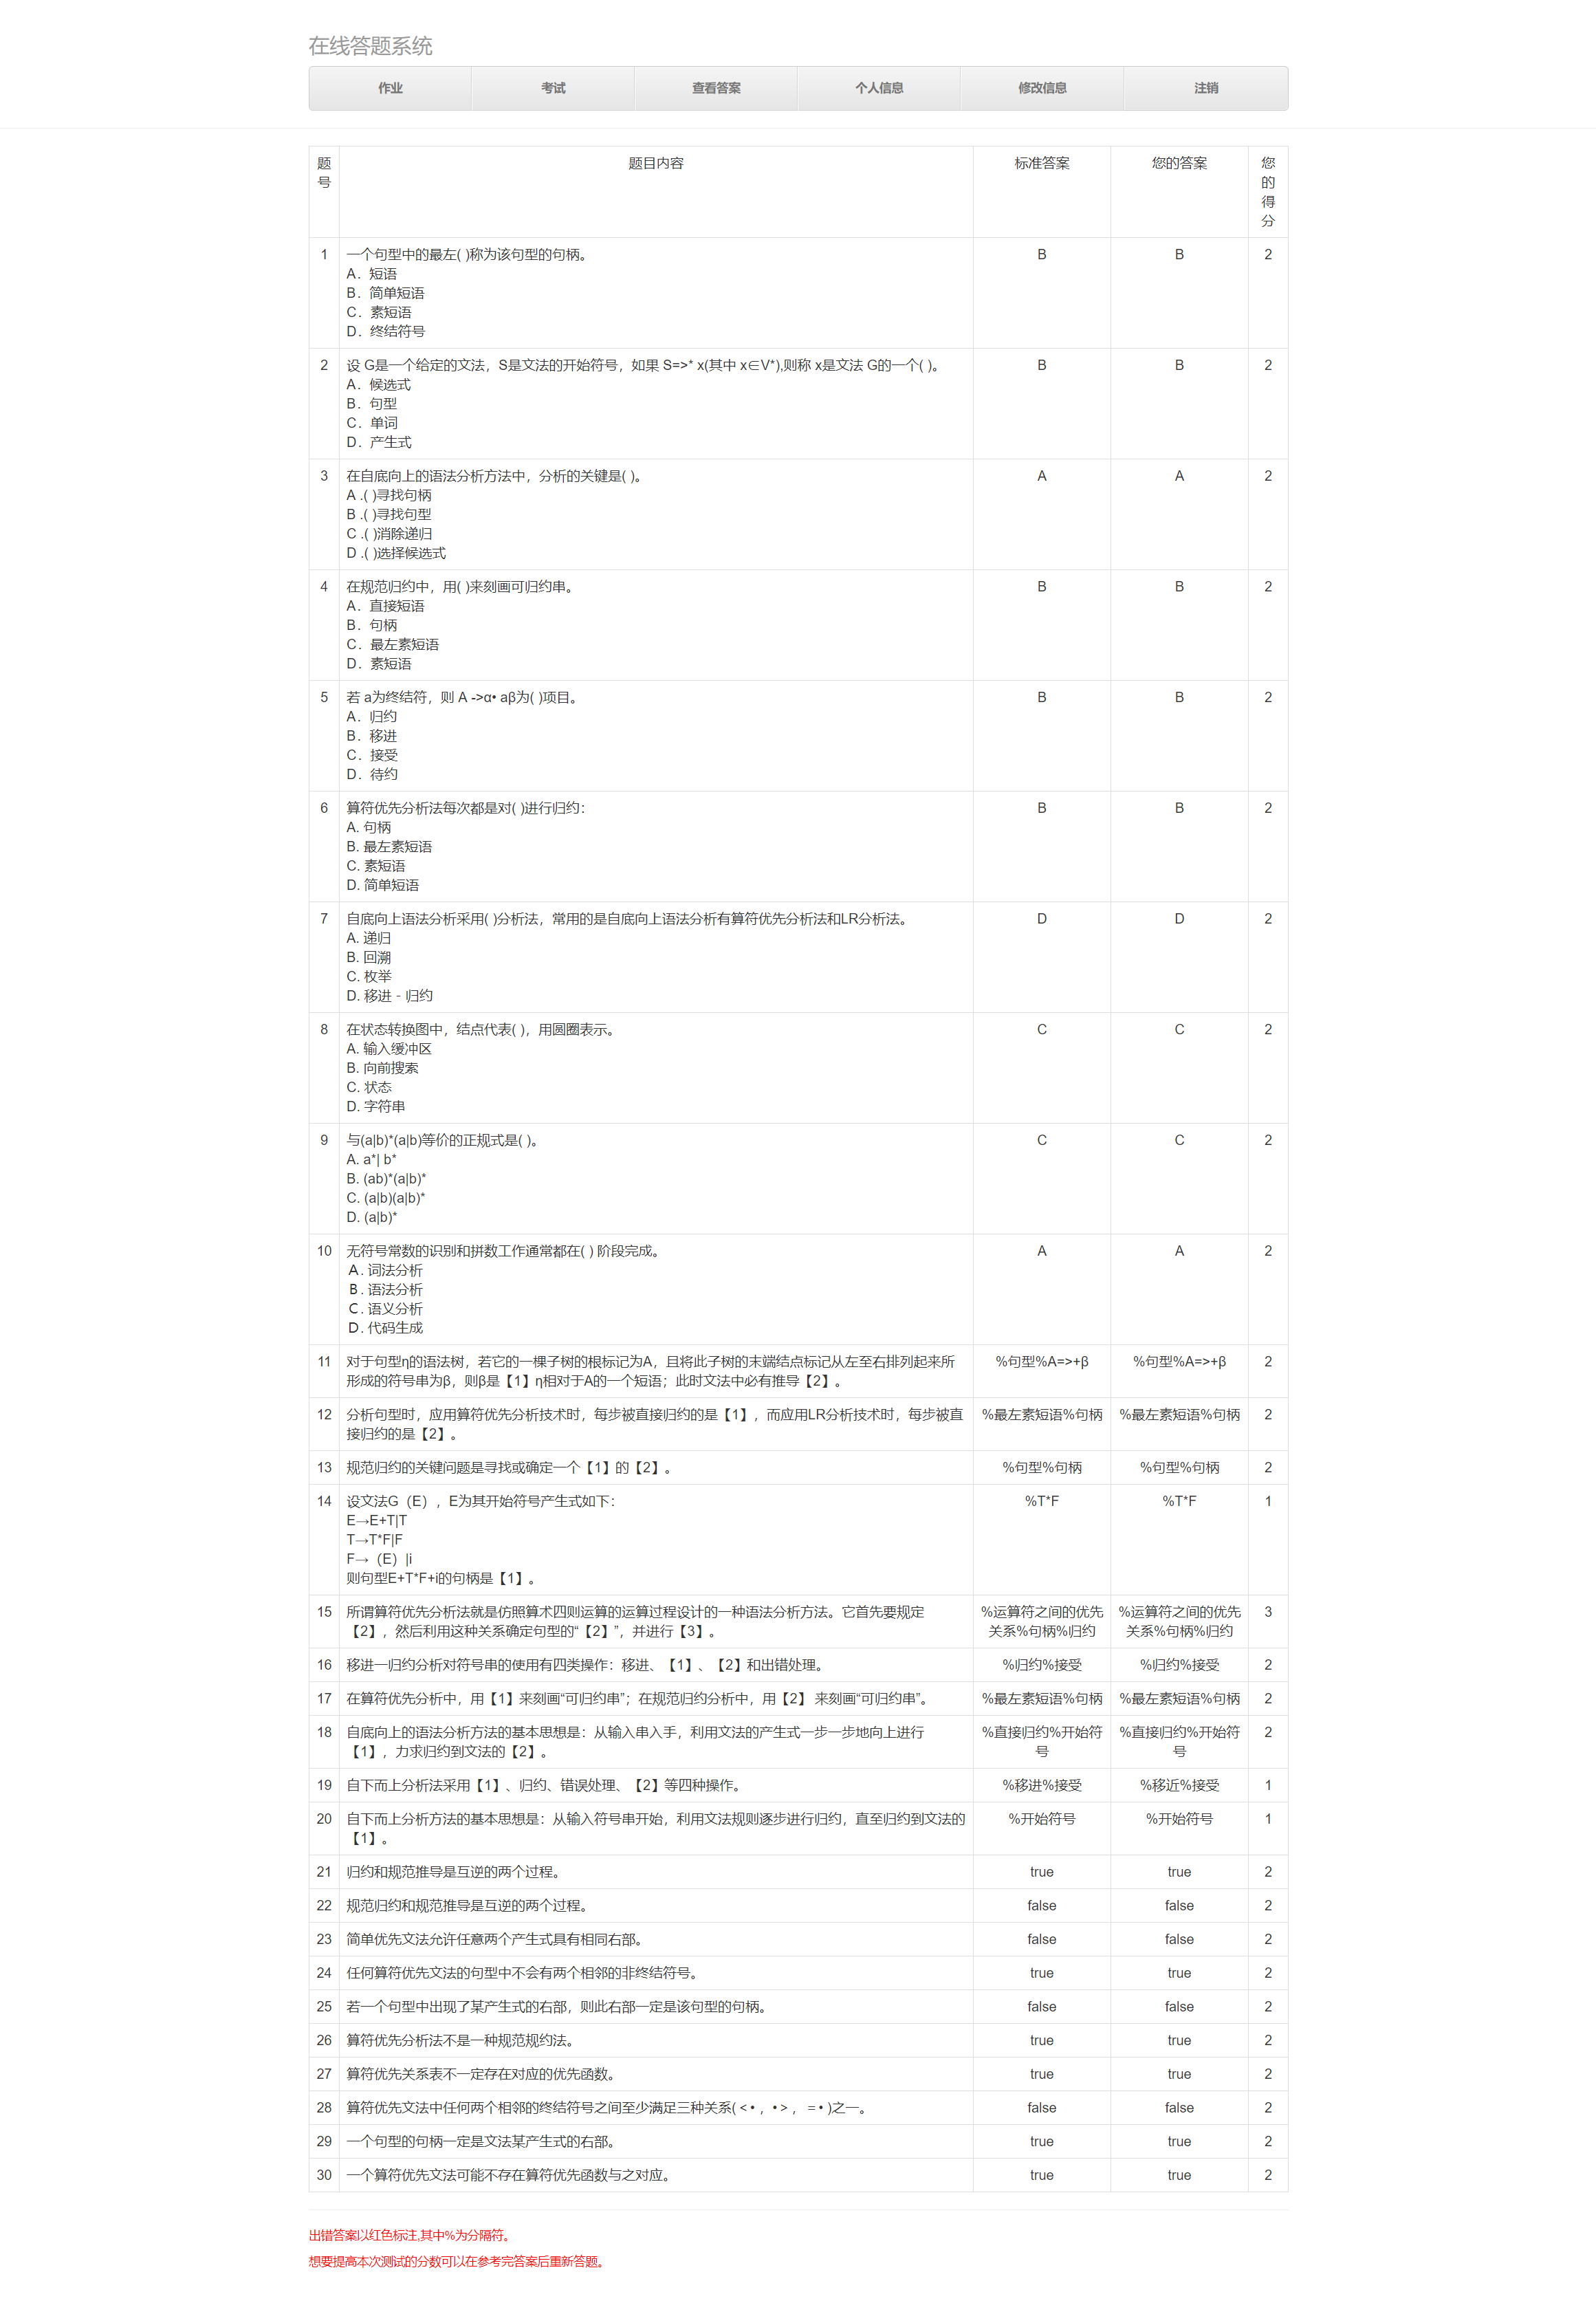 在线答题系统
作业 考试 查看答案 个人信息 修改信息 注销
题号 题目内容 标准答案 您的答案 您的得分
1 一个句型中的最左( )称为该句型的句柄。 B B 2
A．短语
B．简单短语
C．素短语
D．终结符号
2 设 G是一个给定的文法，S是文法的开始符号，如果 S=>* x(其中 x∈V*),则称 x是文法 G的一个( )。 B B 2
A．候选式
B．句型
C．单词
D．产生式
3 在自底向上的语法分析方法中，分析的关键是( )。 A A 2
A .( )寻找句柄
B .( )寻找句型
C .( )消除递归
D .( )选择候选式
4 在规范归约中，用( )来刻画可归约串。 B B 2
A．直接短语
B．句柄
C．最左素短语
D．素短语
5 若 a为终结符，则 A ->α• aβ为( )项目。 B B 2
A．归约
B．移进
C．接受
D．待约
6 算符优先分析法每次都是对( )进行归约： B B 2
A. 句柄
B. 最左素短语
C. 素短语
D. 简单短语
7 自底向上语法分析采用( )分析法，常用的是自底向上语法分析有算符优先分析法和LR分析法。 D D 2
A. 递归
B. 回溯
C. 枚举
D. 移进－归约
8 在状态转换图中，结点代表( )，用圆圈表示。 C C 2
A. 输入缓冲区
B. 向前搜索
C. 状态
D. 字符串
9 与(a|b)*(a|b)等价的正规式是( )。 C C 2
A. a*| b*
B. (ab)*(a|b)*
C. (a|b)(a|b)*
D. (a|b)*
10 无符号常数的识别和拼数工作通常都在( ) 阶段完成。 A A 2
Ａ. 词法分析
Ｂ. 语法分析
Ｃ. 语义分析
Ｄ. 代码生成
11 对于句型η的语法树，若它的一棵子树的根标记为A，且将此子树的末端结点标记从左至右排列起来所 %句型%A=>+β %句型%A=>+β 2
形成的符号串为β，则β是【1】η相对于A的一个短语；此时文法中必有推导【2】。
12 分析句型时，应用算符优先分析技术时，每步被直接归约的是【1】，而应用LR分析技术时，每步被直 %最左素短语%句柄 %最左素短语%句柄 2
接归约的是【2】。
13 规范归约的关键问题是寻找或确定一个【1】的【2】。 %句型%句柄 %句型%句柄 2
14 设文法G（E），E为其开始符号产生式如下： %T*F %T*F 1
E→E+T|T
T→T*F|F
F→（E）|i
则句型E+T*F+i的句柄是【1】。
15 所谓算符优先分析法就是仿照算术四则运算的运算过程设计的一种语法分析方法。它首先要规定 %运算符之间的优先 %运算符之间的优先 3
【2】，然后利用这种关系确定句型的“【2】”，并进行【3】。 关系%句柄%归约 关系%句柄%归约
16 移进一归约分析对符号串的使用有四类操作：移进、【1】、【2】和出错处理。 %归约%接受 %归约%接受 2
17 在算符优先分析中，用【1】来刻画“可归约串”；在规范归约分析中，用【2】 来刻画“可归约串”。 %最左素短语%句柄 %最左素短语%句柄 2
18 自底向上的语法分析方法的基本思想是：从输入串入手，利用文法的产生式一步一步地向上进行 %直接归约%开始符 %直接归约%开始符 2
【1】，力求归约到文法的【2】。 号 号
19 自下而上分析法采用【1】、归约、错误处理、【2】等四种操作。 %移进%接受 %移近%接受 1
20 自下而上分析方法的基本思想是：从输入符号串开始，利用文法规则逐步进行归约，直至归约到文法的 %开始符号 %开始符号 1
【1】。
21 归约和规范推导是互逆的两个过程。 true true 2
22 规范归约和规范推导是互逆的两个过程。 false false 2
23 简单优先文法允许任意两个产生式具有相同右部。 false false 2
24 任何算符优先文法的句型中不会有两个相邻的非终结符号。 true true 2
25 若一个句型中出现了某产生式的右部，则此右部一定是该句型的句柄。 false false 2
26 算符优先分析法不是一种规范规约法。 true true 2
27 算符优先关系表不一定存在对应的优先函数。 true true 2
28 算符优先文法中任何两个相邻的终结符号之间至少满足三种关系(＜•，•＞，＝•)之一。 false false 2
29 一个句型的句柄一定是文法某产生式的右部。 true true 2
30 一个算符优先文法可能不存在算符优先函数与之对应。 true true 2
出错答案以红色标注,其中%为分隔符。
想要提高本次测试的分数可以在参考完答案后重新答题。